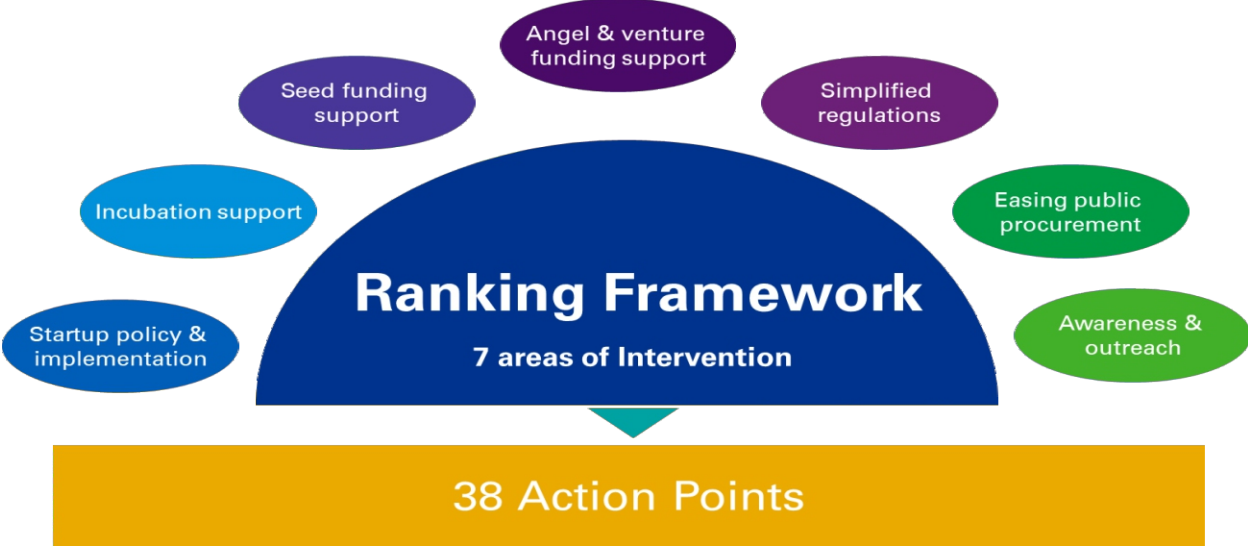 Angel & venture
funding support
Seed funding
support
Simplified
regulations
Incubation support
Easing public
procurement
Startup policy &
implementation
Awareness &
outreach
Ranking Framework
7 areas of Intervention
38 Action Points